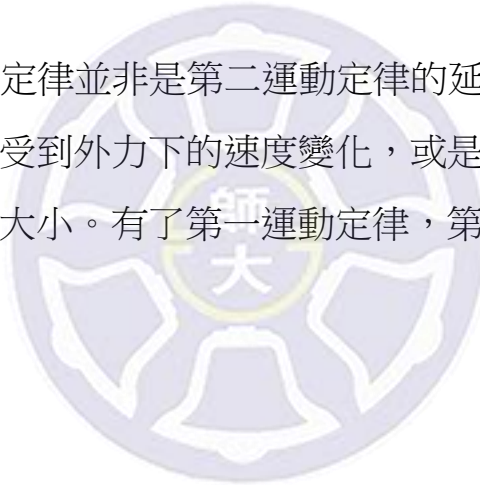 定律並非是第二運動定律的延
受到外力下的速度變化，或是
大小。有了第一運動定律，第
師
大